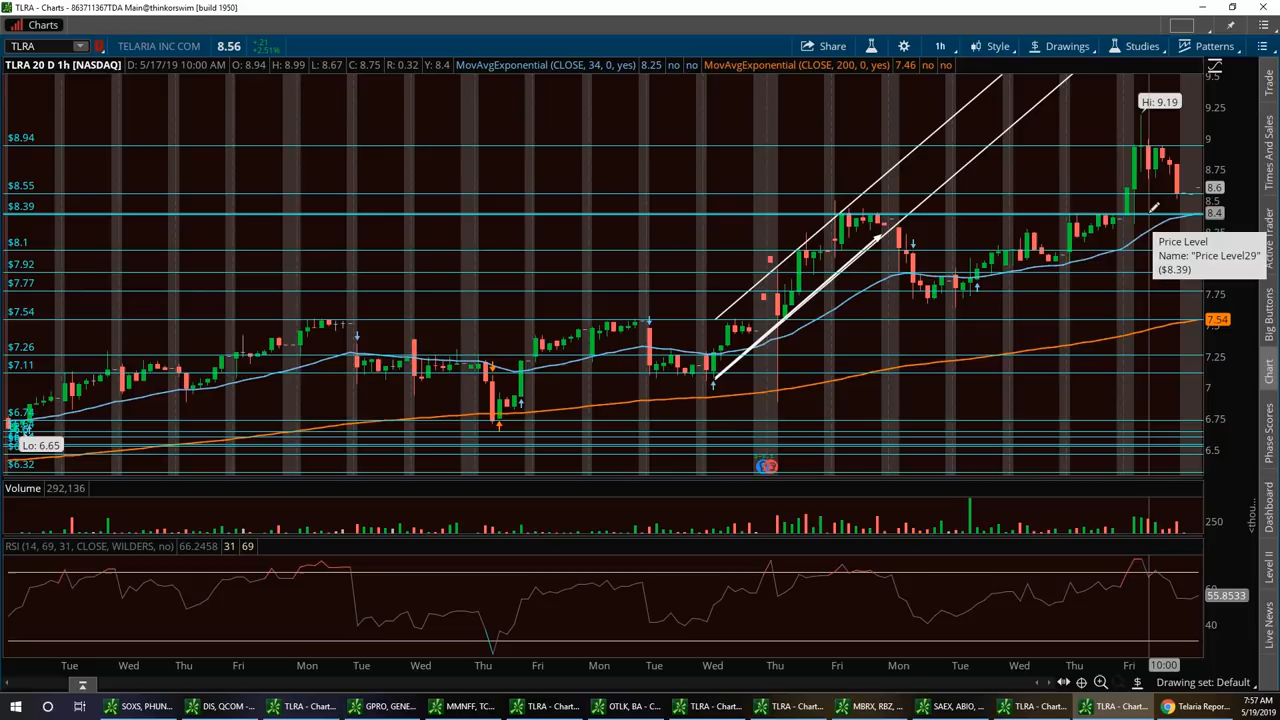 TLRA - Charts - 863711367TDA Main@thinkorswim [build 1950]
Charts
TLRA TELARIA INC COM 8.56 +.21 +2.51% Share 1h Style Drawings Studies Patterns
TLRA 20 D 1h [NASDAQ] D: 5/17/19 10:00 AM O: 8.94 H: 8.99 L: 8.67 C: 8.75 R: 0.32 Y: 8.4 MovAvgExponential (CLOSE, 34, 0, yes) 8.25 no no MovAvgExponential (CLOSE, 200, 0, yes) 7.46 no no
9.5
Hi: 9.19
9.25
$8.94
9
8.75
$8.55
8.6
8.5
$8.39
8.4
Price Level
Name: "Price Level29"
($8.39)
$8.1
$7.92
$7.77
7.75
$7.54
7.54
$7.26
7.25
$7.11
7
$6.74
6.75
Lo: 6.65
6.5
$6.32
Volume 292,136
250
<thou...
RSI (14, 69, 31, CLOSE, WILDERS, no) 66.2458 31 69
55.8533
40
Tue Wed Thu Fri Mon Tue Wed Thu Fri Mon Tue Wed Thu Fri Mon Tue Wed Thu Fri 10:00
Drawing set: Default
Trade
Times And Sales
Active Trader
Big Buttons
Chart
Phase Scores
Dashboard
Level II
Live News
SOXS, PHUN... DIS, QCOM -... TLRA - Chart... GPRO, GENE... MMNFF, TC... TLRA - Chart... OTLK, BA - C... TLRA - Chart... TLRA - Chart... MBRX, RBZ, ... SAEX, ABIO, ... TLRA - Chart... TLRA - Chart... Telaria Repor...
7:57 AM
5/19/2019